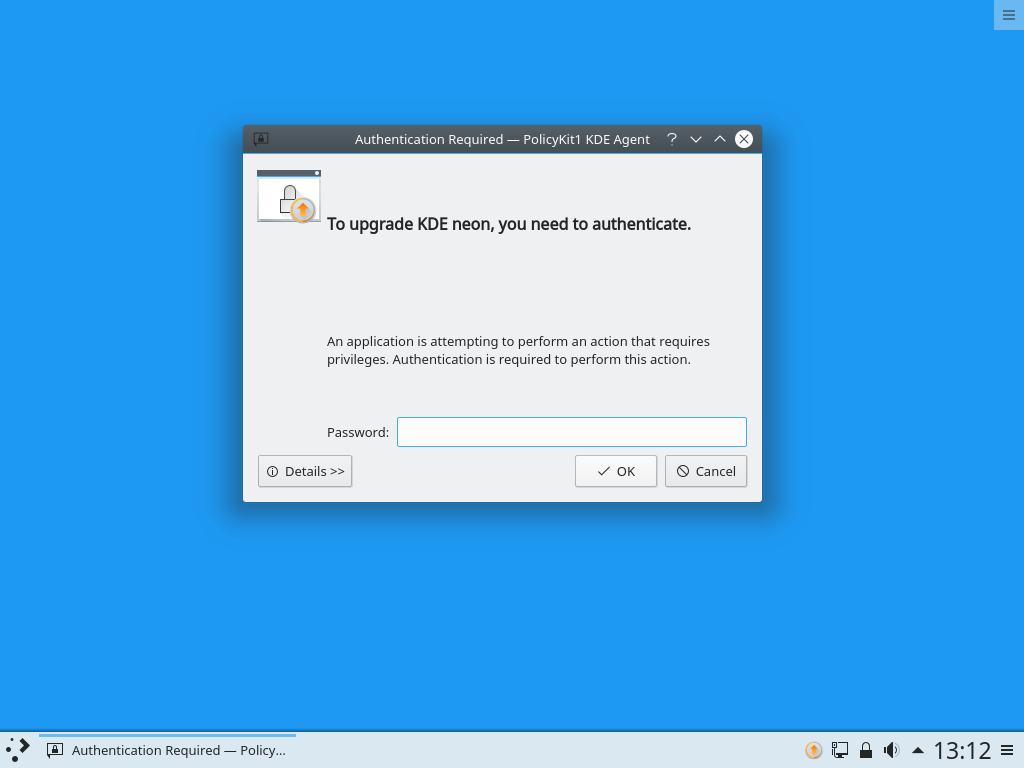 Authentication Required — PolicyKit1 KDE Agent
To upgrade KDE neon, you need to authenticate.
An application is attempting to perform an action that requires
privileges. Authentication is required to perform this action.
Password:
Details >>
OK
Cancel
Authentication Required — Policy...
13:12